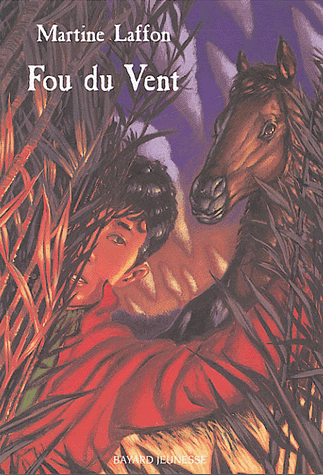 Martine Laffon
Fou du Vent
BAYARD JEUNESSE